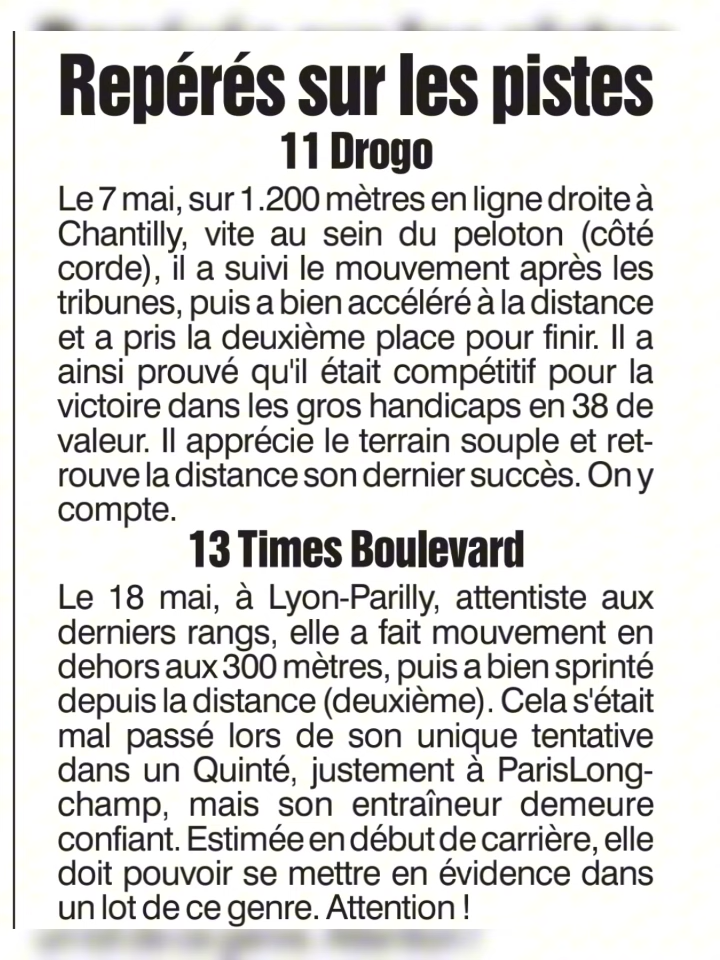 Repérés sur les pistes
11 Drogo
Le 7 mai, sur 1.200 mètres en ligne droite à
Chantilly, vite au sein du peloton (côté
corde), il a suivi le mouvement après les
tribunes, puis a bien accéléré à la distance
et a pris la deuxième place pour finir. Il a
ainsi prouvé qu'il était compétitif pour la
victoire dans les gros handicaps en 38 de
valeur. Il apprécie le terrain souple et ret-
rouve la distance son dernier succès. On y
compte.
13 Times Boulevard
Le 18 mai, à Lyon-Parilly, attentiste aux
derniers rangs, elle a fait mouvement en
dehors aux 300 mètres, puis a bien sprinté
depuis la distance (deuxième). Cela s'était
mal passé lors de son unique tentative
dans un Quinté, justement à ParisLong-
champ, mais son entraîneur demeure
confiant. Estimée en début de carrière, elle
doit pouvoir se mettre en évidence dans
un lot de ce genre. Attention !